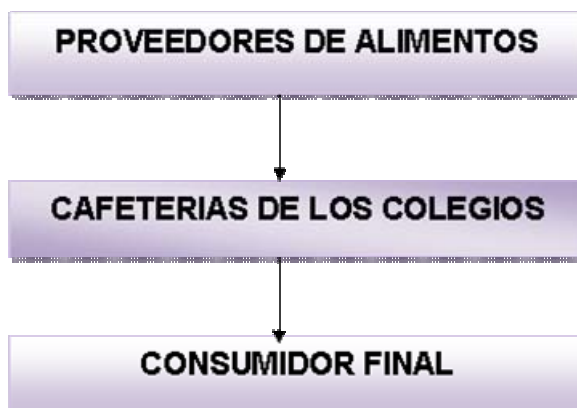 PROVEEDORES DE ALIMENTOS
CAFETERIAS DE LOS COLEGIOS
CONSUMIDOR FINAL